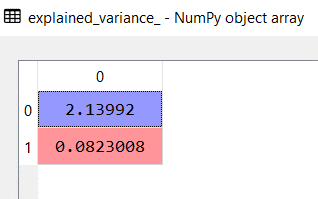 explained_variance_ - NumPy object array
0
0 2.13992
1 0.0823008